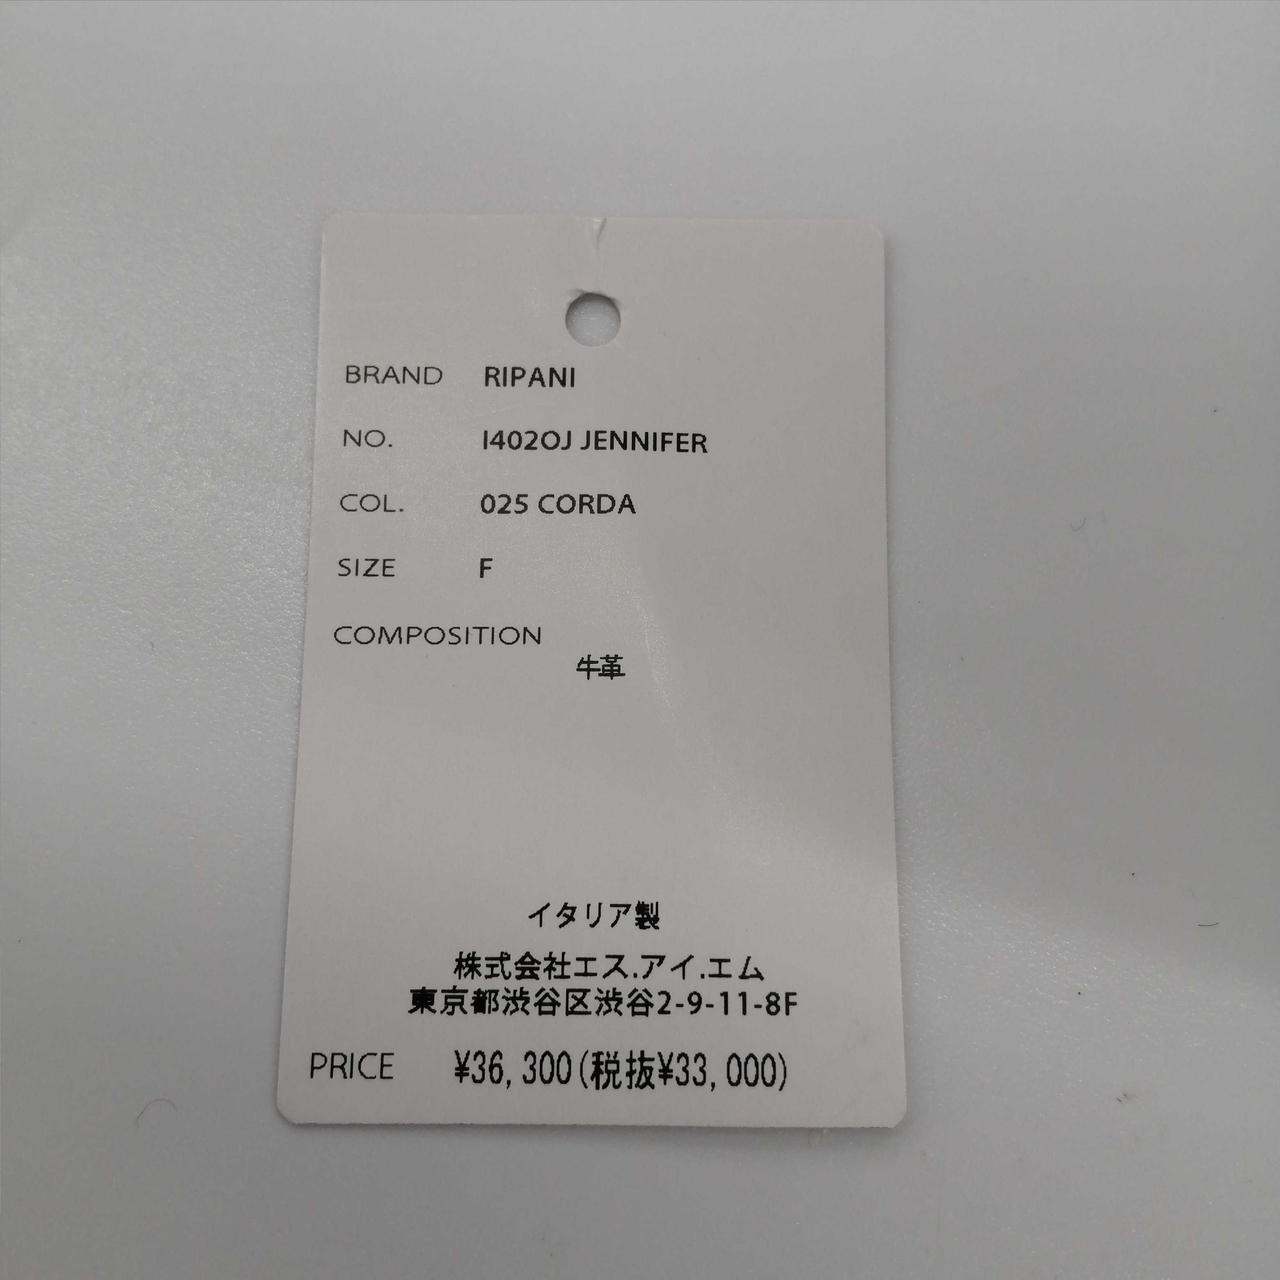 BRAND RIPANI
NO. I402OJ JENNIFER
COL. 025 CORDA
SIZE F
COMPOSITION
牛革
イタリア製
株式会社エス.アイ.エム
東京都渋谷区渋谷2-9-11-8F
PRICE ¥36,300(税抜¥33,000)